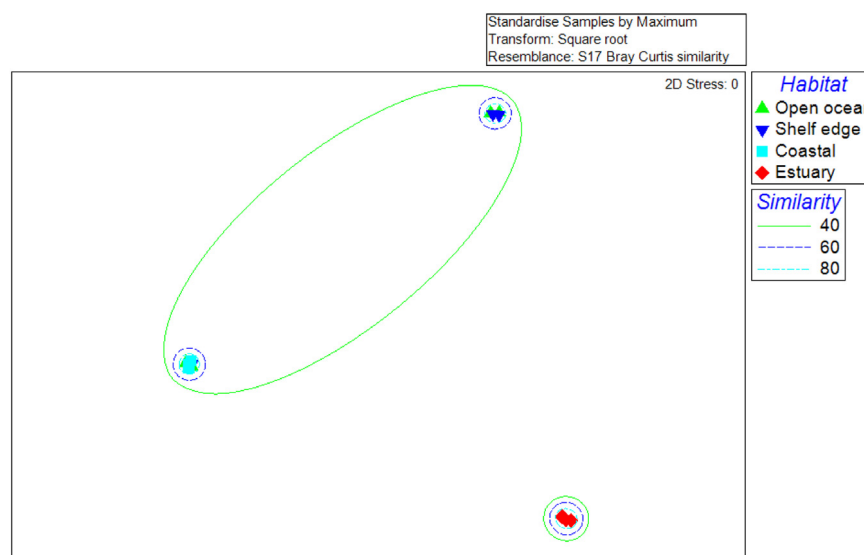 Standardise Samples by Maximum
Transform: Square root
Resemblance: S17 Bray Curtis similarity
2D Stress: 0
Habitat
Open ocean
Shelf edge
Coastal
Estuary
Similarity
40
60
80